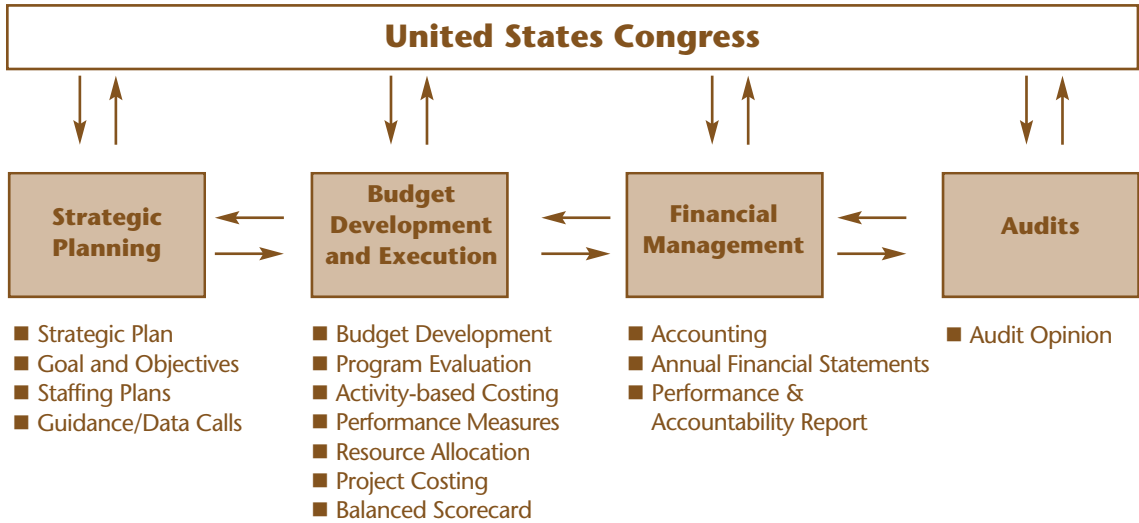 United States Congress
Strategic
Planning
Budget
Development
and Execution
Financial
Management
Audits
■ Strategic Plan
■ Goal and Objectives
■ Staffing Plans
■ Guidance/Data Calls
■ Budget Development
■ Program Evaluation
■ Activity-based Costing
■ Performance Measures
■ Resource Allocation
■ Project Costing
■ Balanced Scorecard
■ Accounting
■ Annual Financial Statements
■ Performance &
Accountability Report
■ Audit Opinion